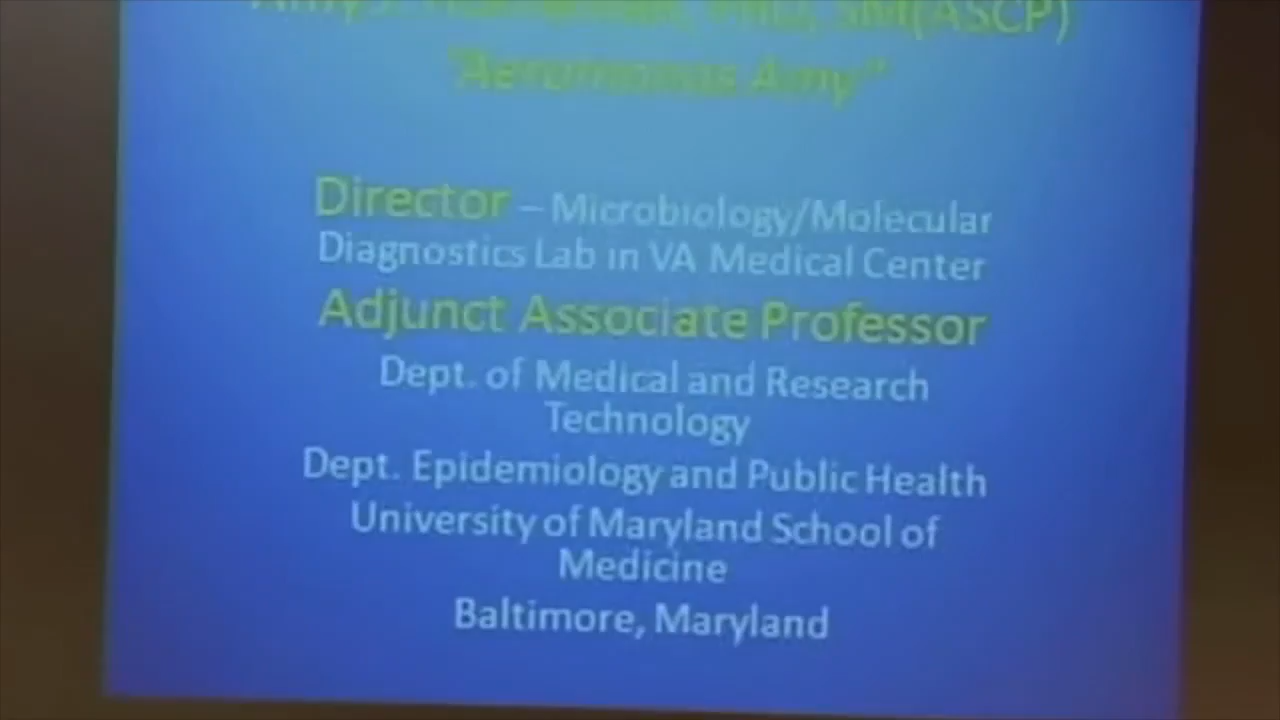 SM(ASCP)
"Aeromonas Amy"
Director – Microbiology/Molecular
Diagnostics Lab in VA Medical Center
Adjunct Associate Professor
Dept. of Medical and Research
Technology
Dept. Epidemiology and Public Health
University of Maryland School of
Medicine
Baltimore, Maryland